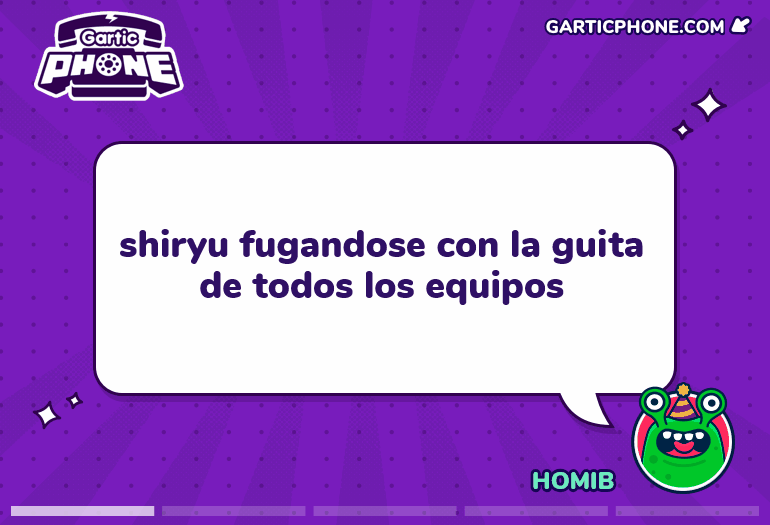 Gartic
PHONE
GARTICPHONE.COM
shiryu fugandose con la guita
de todos los equipos
HOMIB